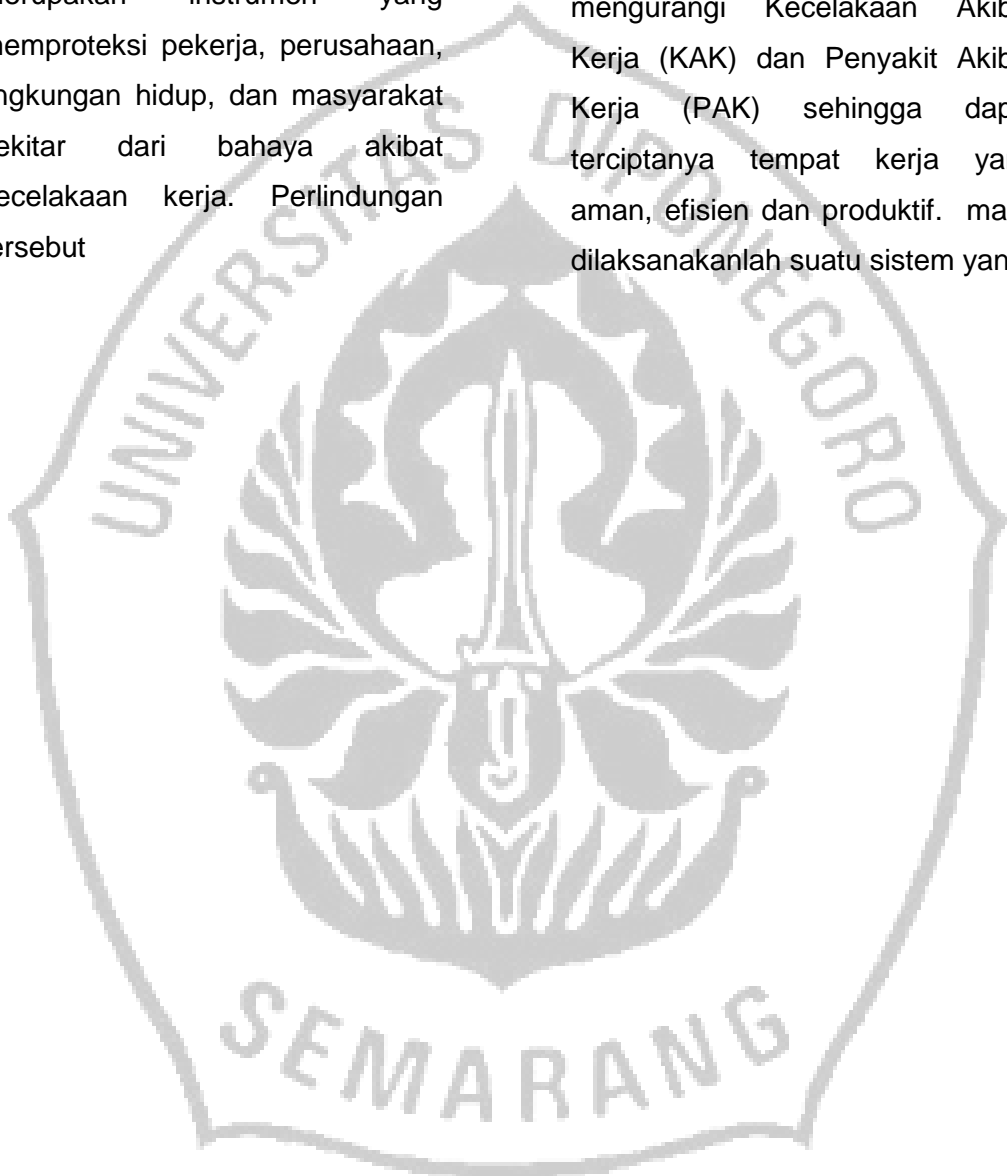 merupakan instrumen yang
memproteksi pekerja, perusahaan,
ngkungan hidup, dan masyarakat
ekitar dari bahaya akibat
ecelakaan kerja. Perlindungan
ersebut
mengurangi Kecelakaan Akib
Kerja (KAK) dan Penyakit Akib
Kerja (PAK) sehingga dap
terciptanya tempat kerja ya
aman, efisien dan produktif. ma
dilaksanakanlah suatu sistem yan
UNIVERSITAS DIPONEGORO
SEMARANG